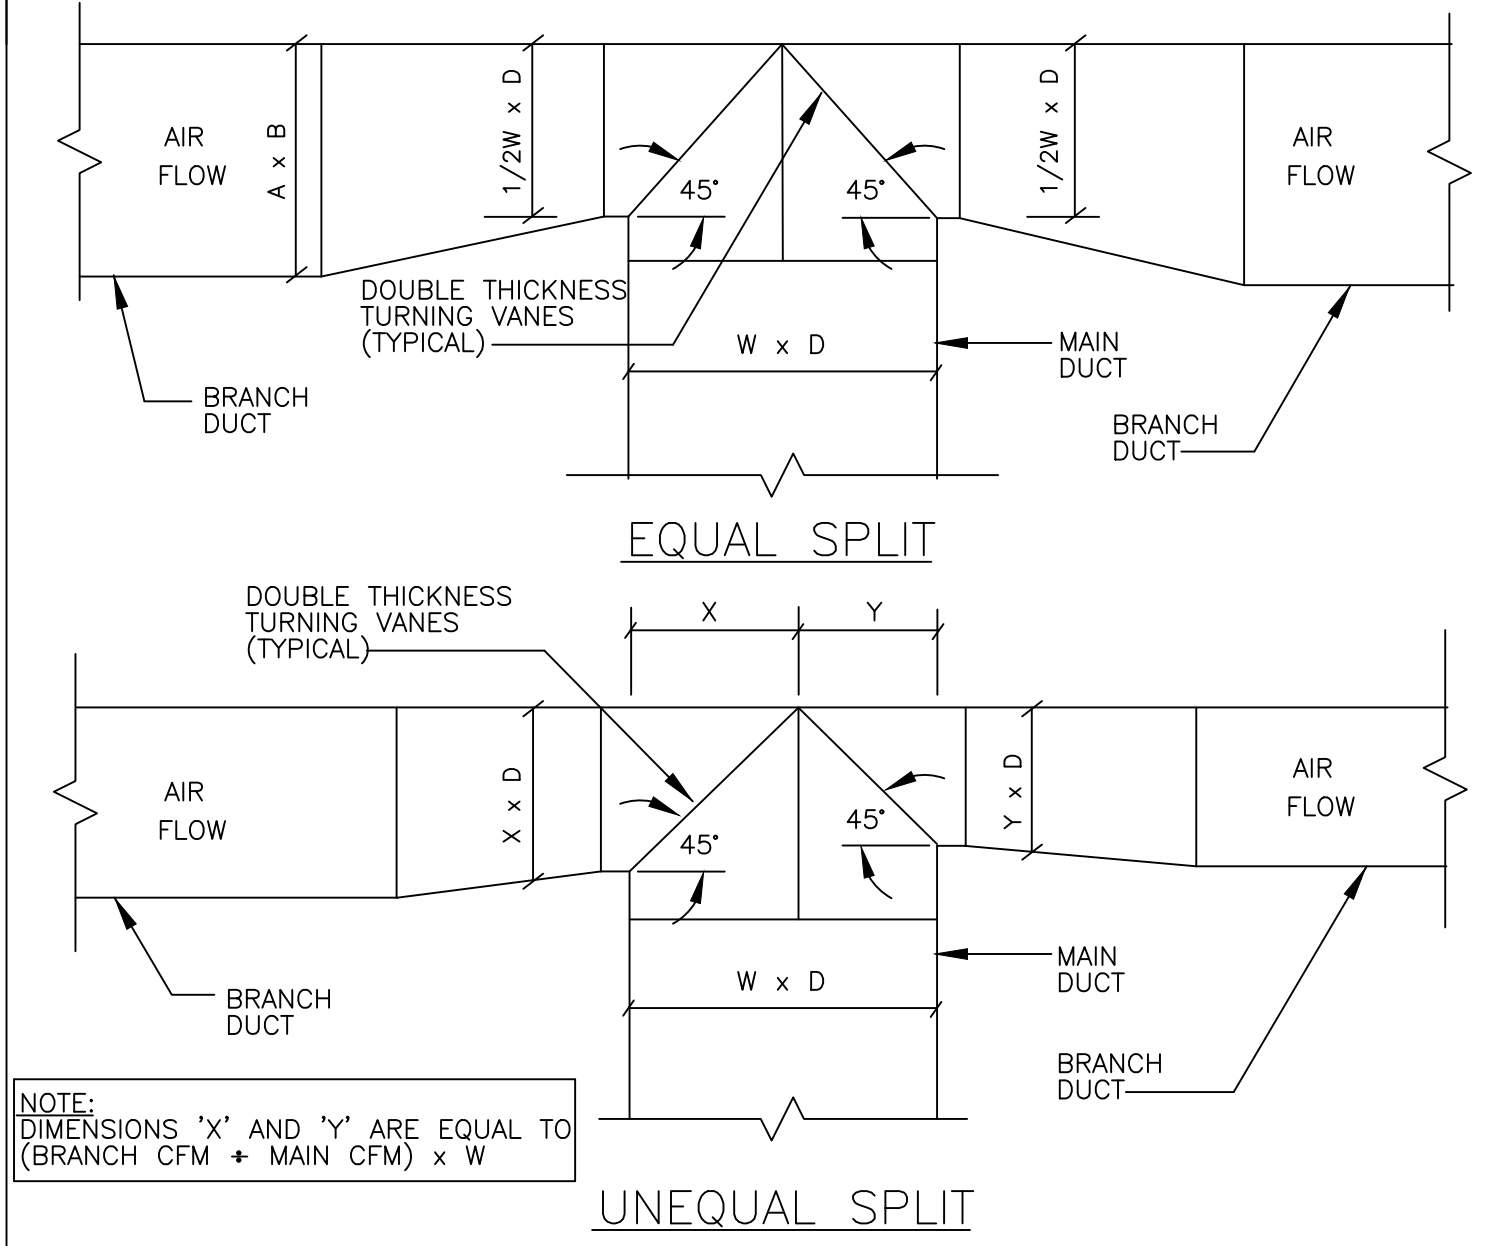 AIR
FLOW
A x B
1/2W x D
45°
45°
1/2W x D
AIR
FLOW
DOUBLE THICKNESS
TURNING VANES
(TYPICAL)
W x D
MAIN
DUCT
BRANCH
DUCT
BRANCH
DUCT
EQUAL SPLIT
DOUBLE THICKNESS
TURNING VANES
(TYPICAL)
X
Y
AIR
FLOW
X x D
45°
45°
Y x D
AIR
FLOW
W x D
MAIN
DUCT
BRANCH
DUCT
BRANCH
DUCT
NOTE:
DIMENSIONS 'X' AND 'Y' ARE EQUAL TO
(BRANCH CFM ÷ MAIN CFM) x W
UNEQUAL SPLIT